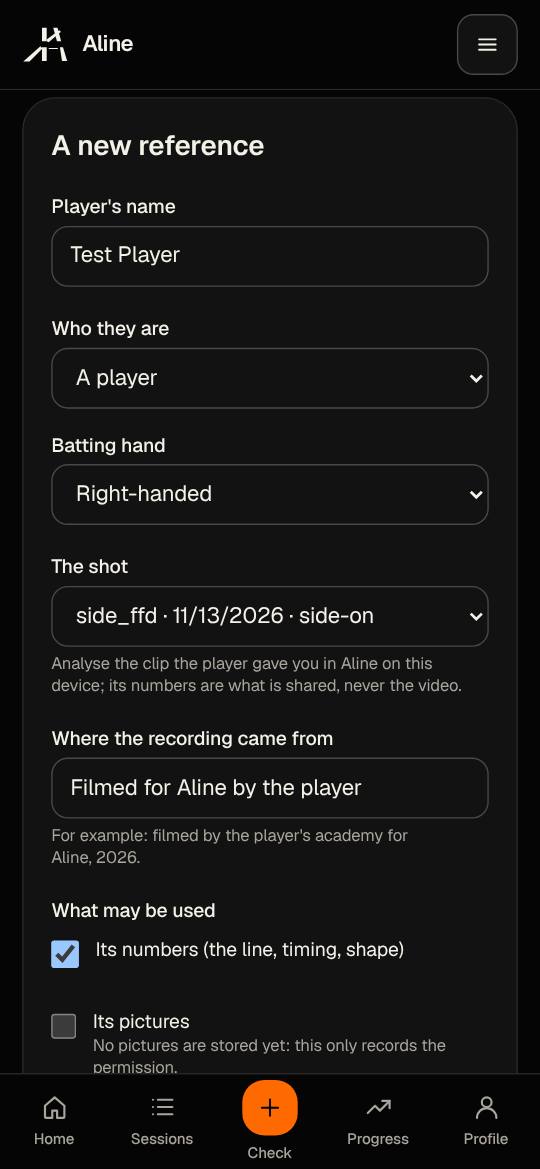 Aline
A new reference
Player's name
Test Player
Who they are
A player
Batting hand
Right-handed
The shot
side_ffd · 11/13/2026 · side-on
Analyse the clip the player gave you in Aline on this
device; its numbers are what is shared, never the video.
Where the recording came from
Filmed for Aline by the player
For example: filmed by the player's academy for
Aline, 2026.
What may be used
Its numbers (the line, timing, shape)
Its pictures
No pictures are stored yet: this only records the
permission.
Home
Sessions
Check
Progress
Profile